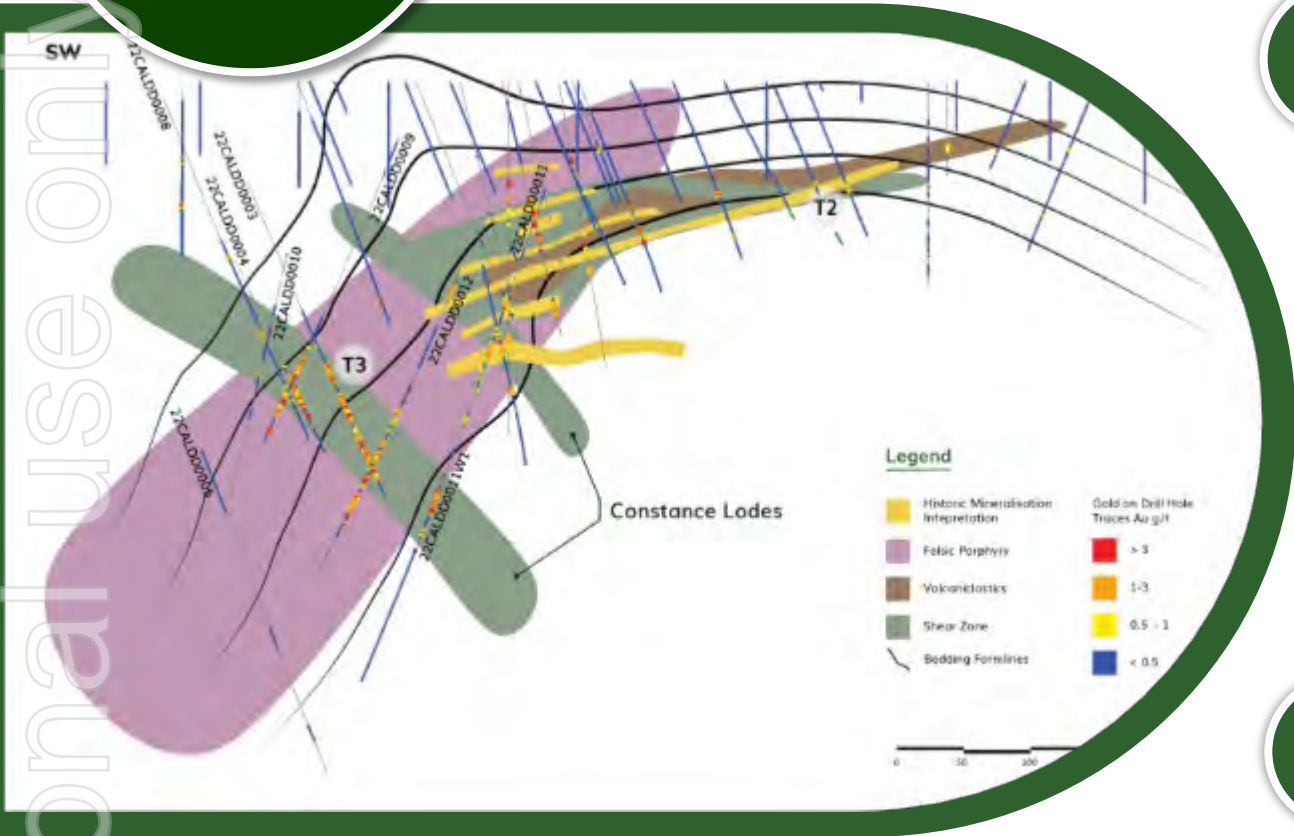 SW
22CALDD0008
22CALDD0003
22CALDD0004
22CALDD0009
22CALDD0010
22CALDD0011
22CALDD0012
T2
T3
22CALDD0011W1
Constance Lodes
Legend
Historic Mineralisation
Intepretation
Felsic Porphyry
Volcaniclastics
Shear Zone
Bedding Formlines
Gold on Drill Hole
Traces Au g/t
> 3
1-3
0.5 - 1
< 0.5
0
50
100
onal use only